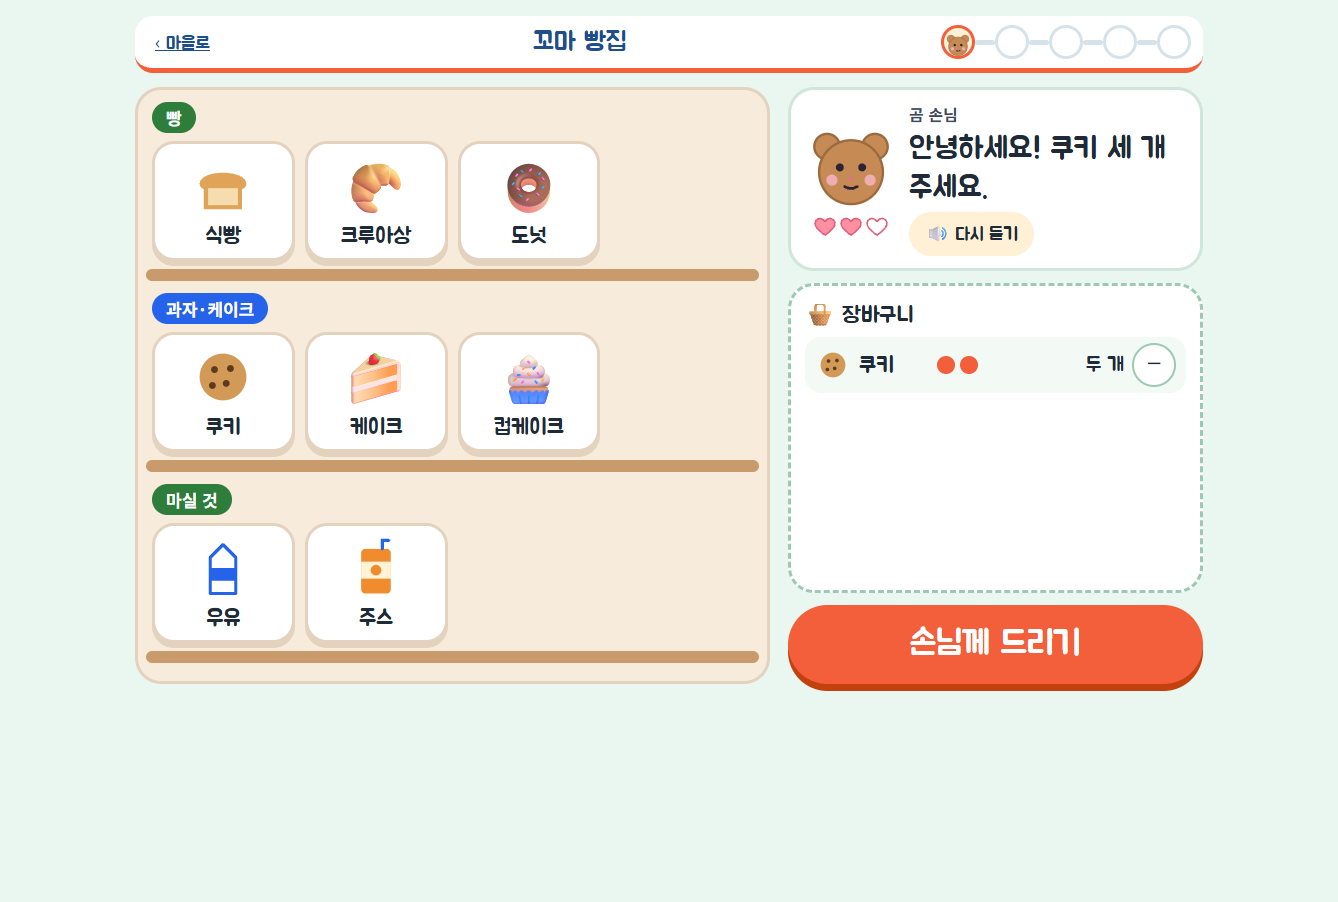 ‹ 마을로
꼬마 빵집
빵
식빵
크루아상
도넛
과자·케이크
쿠키
케이크
컵케이크
마실 것
우유
주스
곰 손님
안녕하세요! 쿠키 세 개
주세요.
다시 듣기
장바구니
쿠키
두 개
−
손님께 드리기